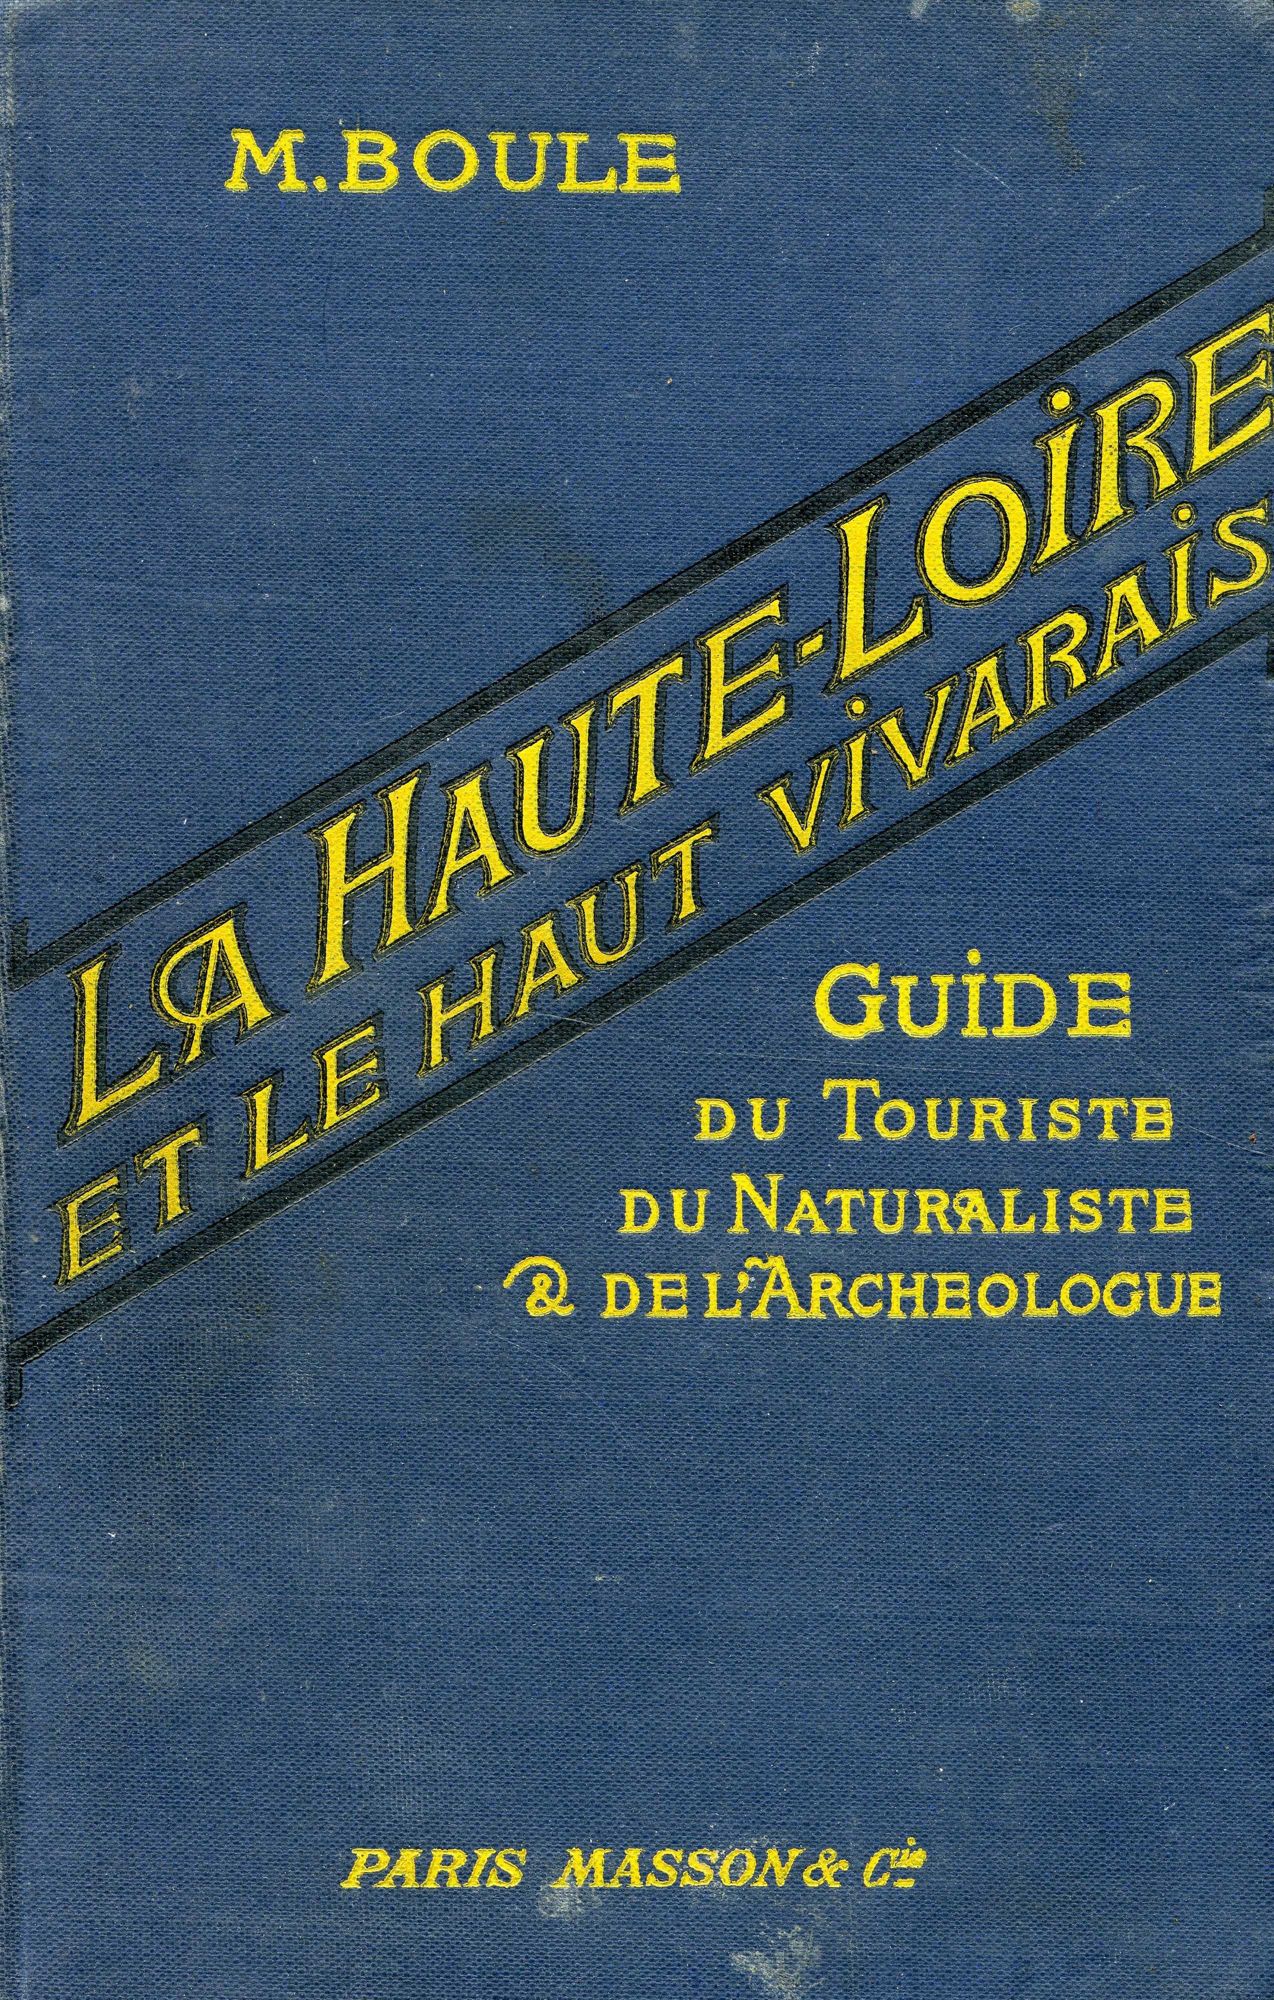 M. BOULE
LA HAUTE-LOIRE
ET LE HAUT VIVARAIS
GUIDE
DU TOURISTE
DU NATURALISTE
& DE L'ARCHEOLOGUE
PARIS MASSON & Cie